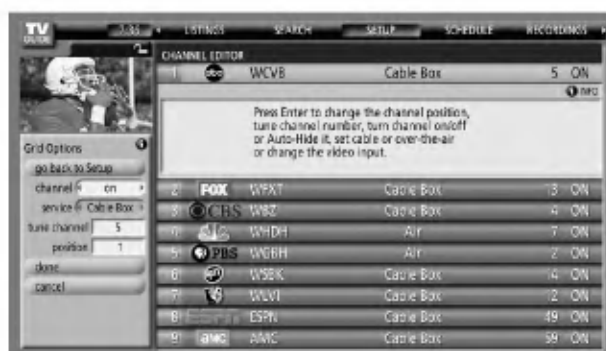 TV
GUIDE
7:36
LISTINGS
SEARCH
SETUP
SCHEDULE
RECORDINGS
CHANNEL EDITOR
1 abc WCVB Cable Box 5 ON
INFO
Press Enter to change the channel position,
tune channel number, turn channel on/off
or Auto-Hide it, set cable or over-the-air
or change the video input.
Grid Options
go back to Setup
channel on
service Cable Box
tune channel 5
position 1
done
cancel
2 FOX WFXT Cable Box 13 ON
3 CBS WBZ Cable Box 4 ON
4 WHDH Air 7 ON
5 PBS WGBH Air 2 ON
6 WSBK Cable Box 14 ON
7 WLVI Cable Box 12 ON
8 ESPN Cable Box 49 ON
9 amc AMC Cable Box 59 ON